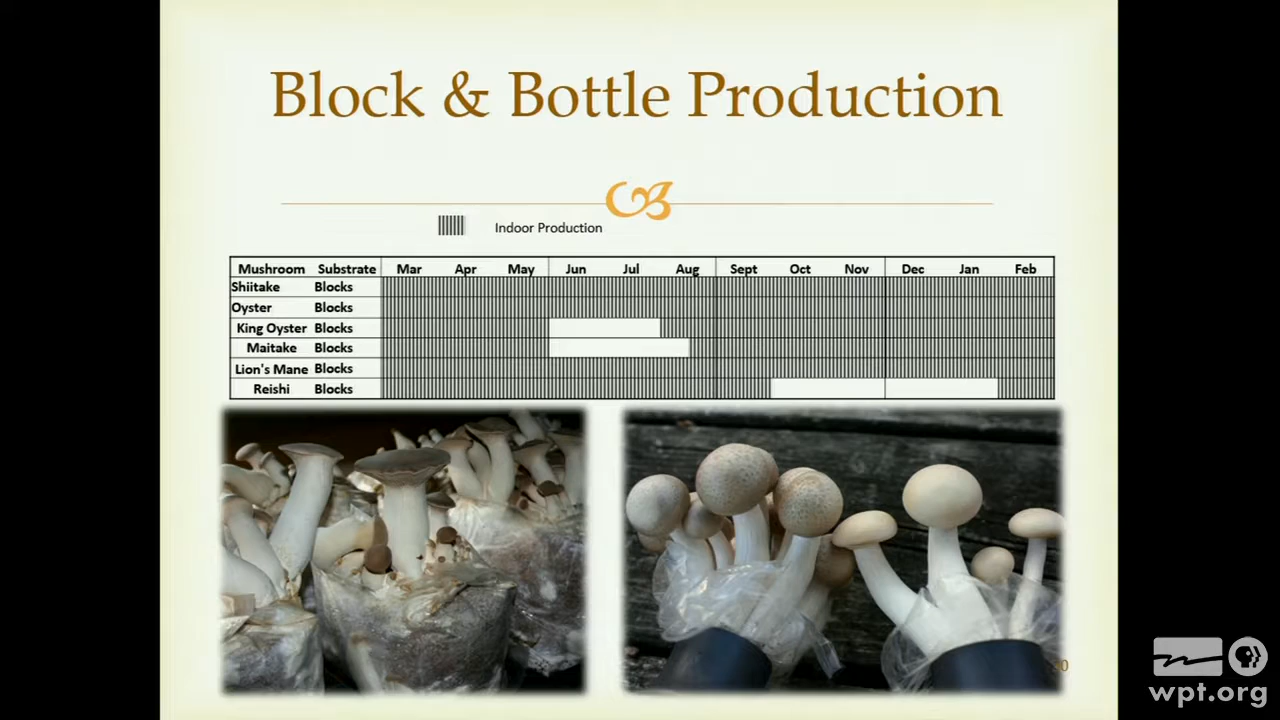 Block & Bottle Production
Indoor Production
Mushroom Substrate Mar Apr May Jun Jul Aug Sept Oct Nov Dec Jan Feb
Shiitake Blocks
Oyster Blocks
King Oyster Blocks
Maitake Blocks
Lion's Mane Blocks
Reishi Blocks
wpt.org